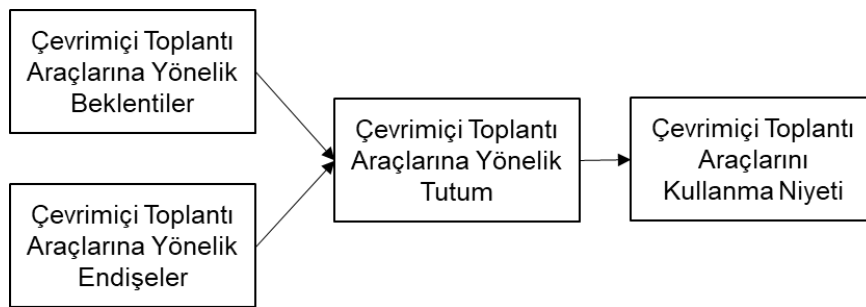 Çevrimiçi Toplantı
Araçlarına Yönelik
Beklentiler
Çevrimiçi Toplantı
Araçlarına Yönelik
Endişeler
Çevrimiçi Toplantı
Araçlarına Yönelik
Tutum
Çevrimiçi Toplantı
Araçlarını
Kullanma Niyeti